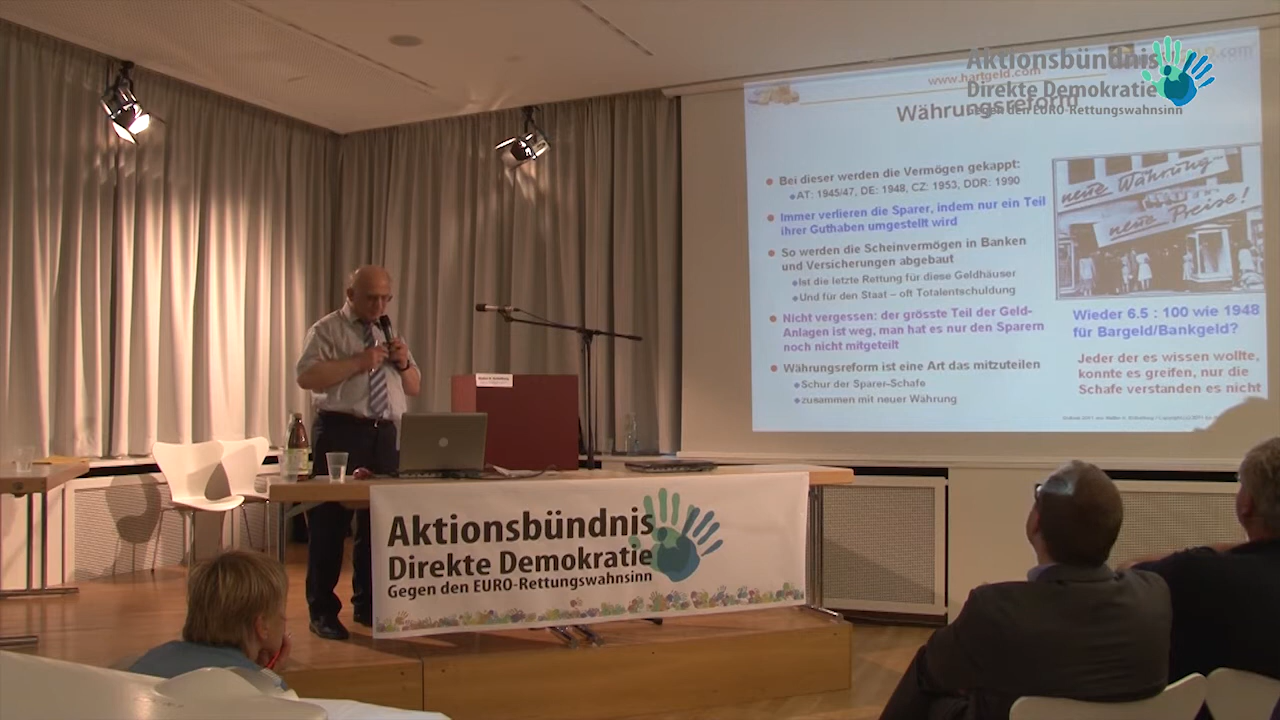 Aktionsbündnis
Direkte Demokratie
Gegen den EURO-Rettungswahnsinn
www.hartgeld.com
Währungsreform
Bei dieser werden die Vermögen gekappt:
AT: 1945/47, DE: 1948, CZ: 1953, DDR: 1990
Immer verlieren die Sparer, indem nur ein Teil
ihrer Guthaben umgestellt wird
So werden die Scheinvermögen in Banken
und Versicherungen abgebaut
Ist die letzte Rettung für diese Geldhäuser
Und für den Staat – oft Totalentschuldung
Nicht vergessen: der grösste Teil der Geld-
Anlagen ist weg, man hat es nur den Sparern
noch nicht mitgeteilt
Währungsreform ist eine Art das mitzuteilen
Schur der Sparer-Schafe
zusammen mit neuer Währung
neue Währung-
neue Preise!
Wieder 6.5 : 100 wie 1948
für Bargeld/Bankgeld?
Jeder der es wissen wollte,
konnte es greifen, nur die
Schafe verstanden es nicht
Aktionsbündnis
Direkte Demokratie
Gegen den EURO-Rettungswahnsinn